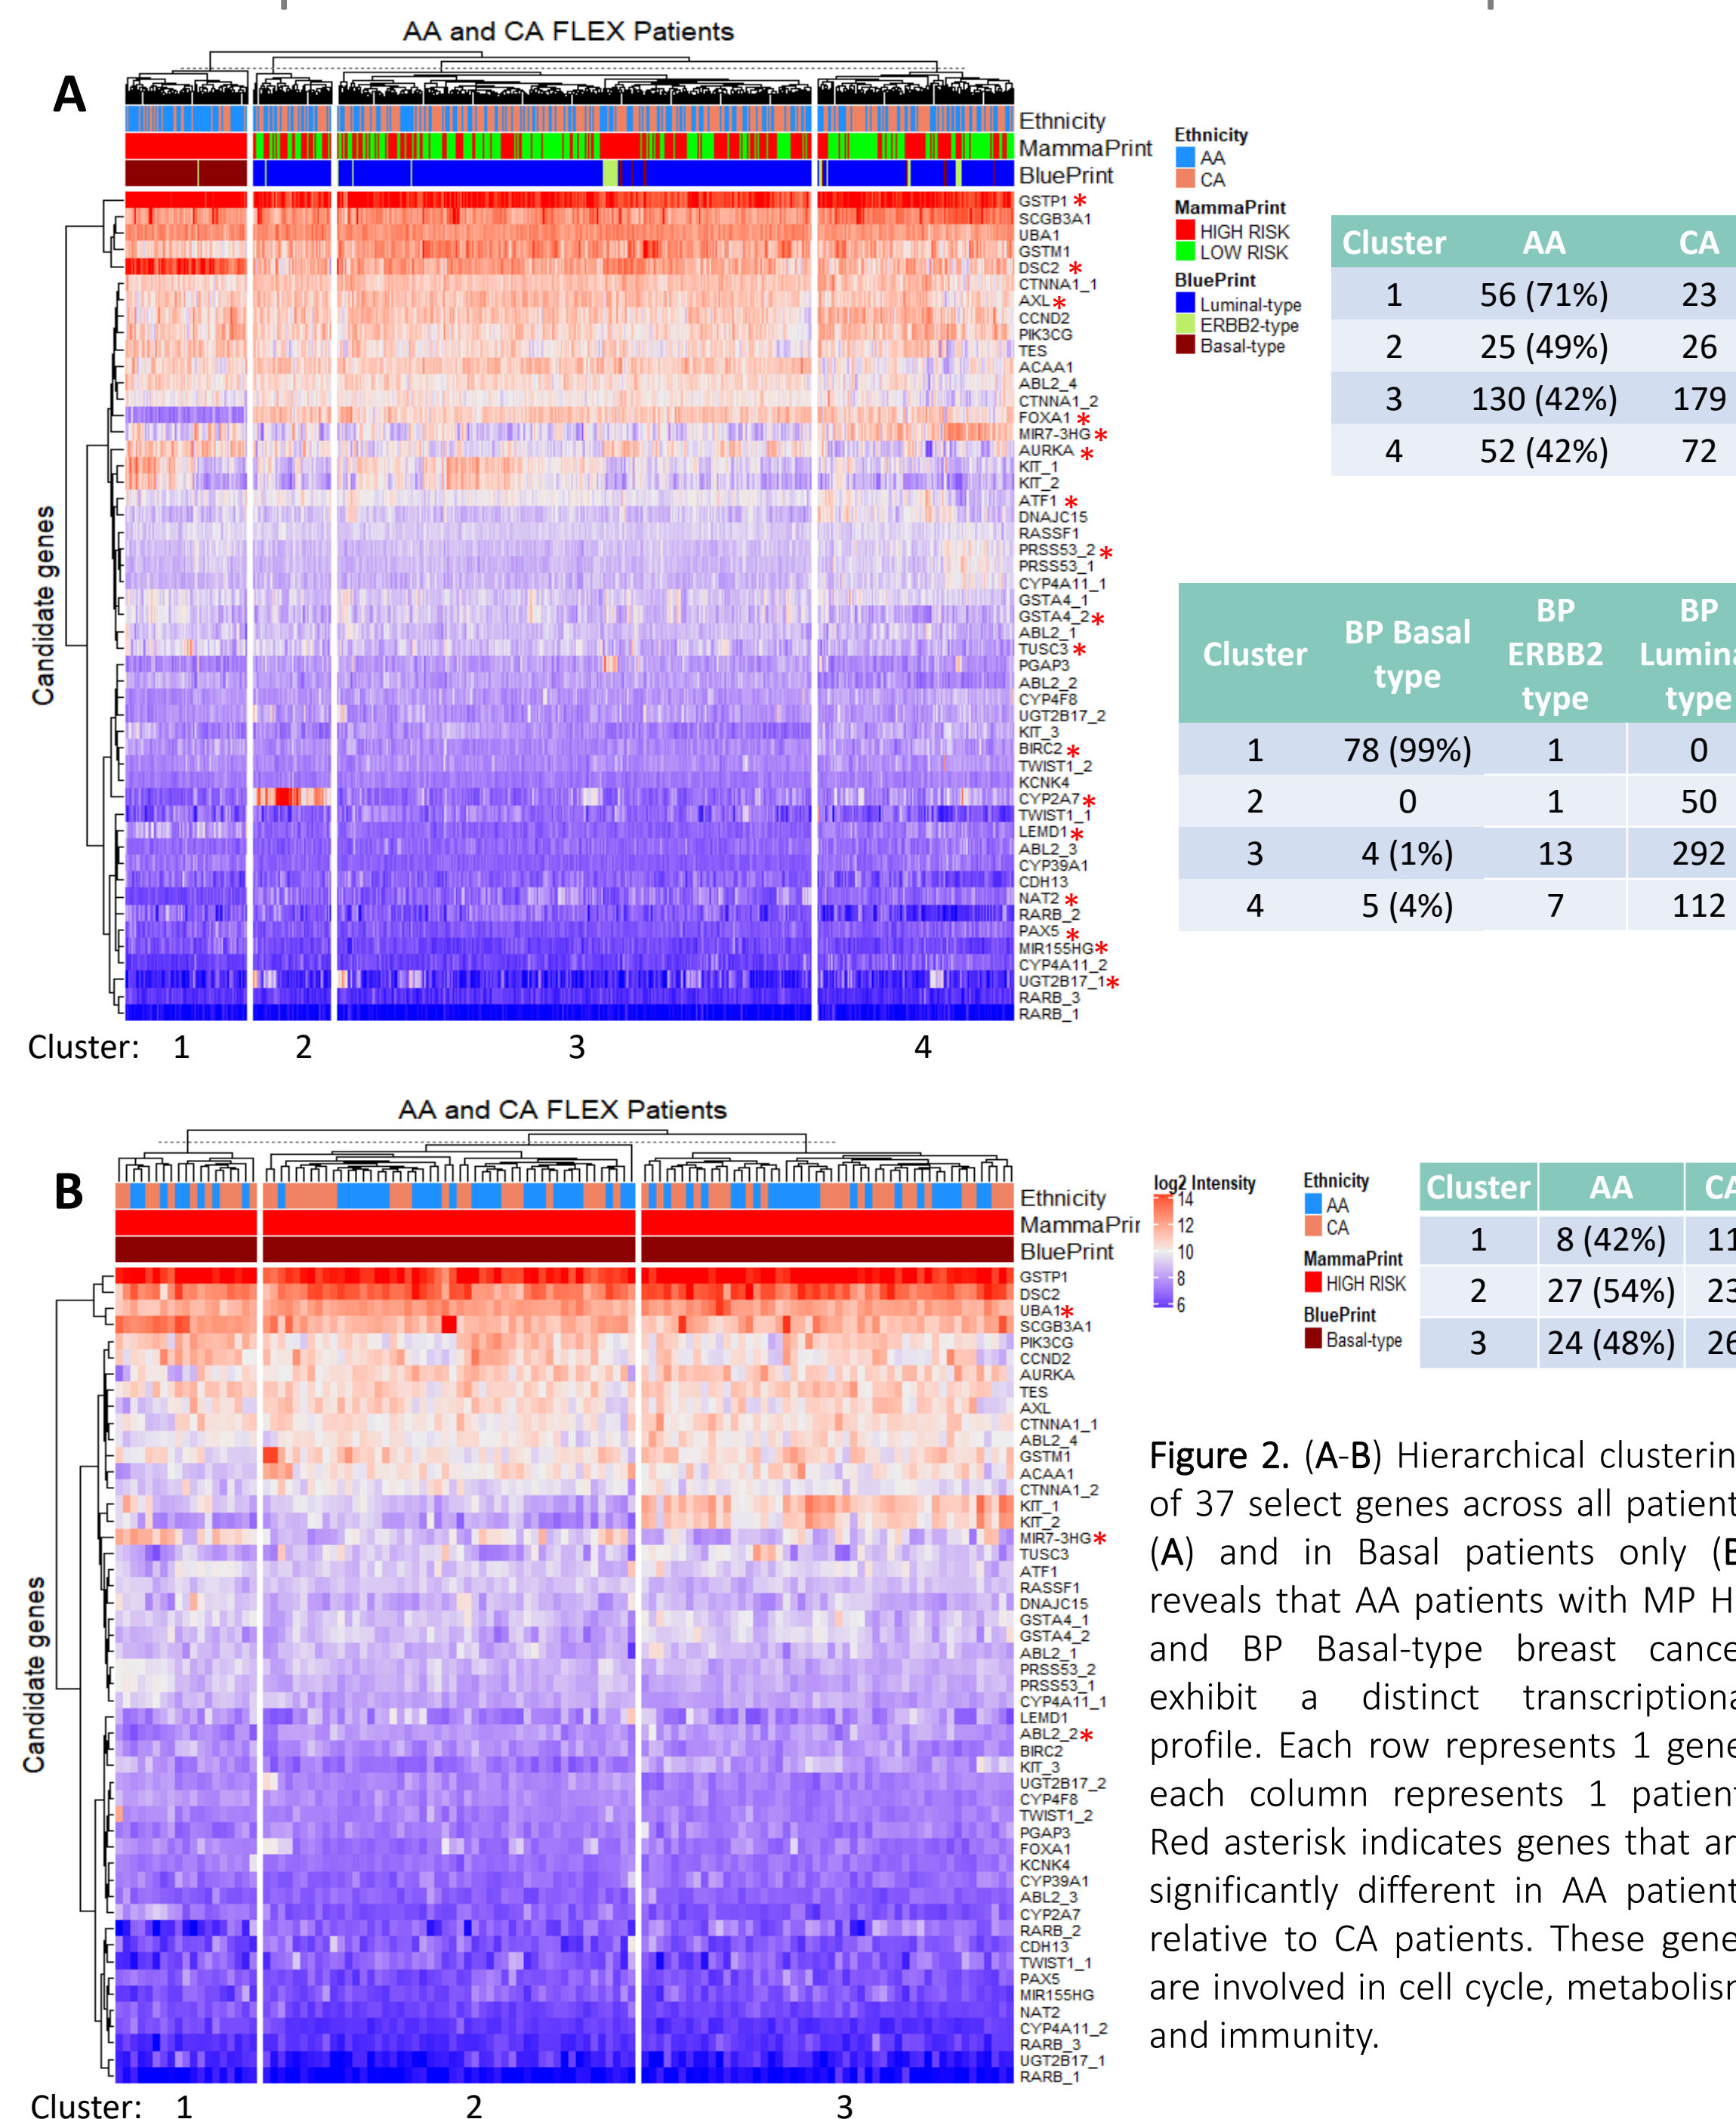 AA and CA FLEX Patients
A
Ethnicity
MammaPrint
BluePrint
GSTP1 *
SCGB3A1
UBA1
GSTM1
DSC2 *
CTNNA1_1
AXL *
CCND2
PIK3CG
TES
ACAA1
ABL2_4
CTNNA1_2
FOXA1 *
MIR7-3HG *
AURKA *
KIT_1
KIT_2
ATF1 *
DNAJC15
RASSF1
PRSS53_2 *
PRSS53_1
CYP4A11_1
GSTA4_1
GSTA4_2 *
ABL2_1
TUSC3 *
PGAP3
ABL2_2
CYP4F8
UGT2B17_2
KIT_3
BIRC2 *
TWIST1_2
KCNK4
CYP2A7 *
TWIST1_1
LEMD1 *
ABL2_3
CYP39A1
CDH13
NAT2 *
RARB_2
PAX5 *
MIR155HG *
CYP4A11_2
UGT2B17_1 *
RARB_3
RARB_1
Candidate genes
Cluster: 1 2 3 4
Ethnicity
AA
CA
MammaPrint
HIGH RISK
LOW RISK
BluePrint
Luminal-type
ERBB2-type
Basal-type
Cluster AA CA
1 56 (71%) 23
2 25 (49%) 26
3 130 (42%) 179
4 52 (42%) 72
Cluster BP Basal type BP ERBB2 type BP Lumina type
1 78 (99%) 1 0
2 0 1 50
3 4 (1%) 13 292
4 5 (4%) 7 112
AA and CA FLEX Patients
B
Ethnicity
MammaPrir
BluePrint
GSTP1
DSC2
UBA1 *
SCGB3A1
PIK3CG
CCND2
AURKA
TES
AXL
CTNNA1_1
ABL2_4
GSTM1
ACAA1
CTNNA1_2
KIT_1
KIT_2
MIR7-3HG *
TUSC3
ATF1
RASSF1
DNAJC15
GSTA4_1
GSTA4_2
ABL2_1
PRSS53_2
PRSS53_1
CYP4A11_1
LEMD1
ABL2_2 *
BIRC2
KIT_3
UGT2B17_2
CYP4F8
TWIST1_2
PGAP3
FOXA1
KCNK4
CYP39A1
ABL2_3
CYP2A7
RARB_2
CDH13
TWIST1_1
PAX5
MIR155HG
NAT2
CYP4A11_2
RARB_3
UGT2B17_1
RARB_1
Candidate genes
Cluster: 1 2 3
log2 Intensity
14
12
10
8
6
Ethnicity
AA
CA
MammaPrint
HIGH RISK
BluePrint
Basal-type
Cluster AA CA
1 8 (42%) 11
2 27 (54%) 23
3 24 (48%) 26
Figure 2. (A-B) Hierarchical clusterin
of 37 select genes across all patient
(A) and in Basal patients only (B
reveals that AA patients with MP H
and BP Basal-type breast cance
exhibit a distinct transcriptiona
profile. Each row represents 1 gene
each column represents 1 patient
Red asterisk indicates genes that ar
significantly different in AA patient
relative to CA patients. These gene
are involved in cell cycle, metabolism
and immunity.